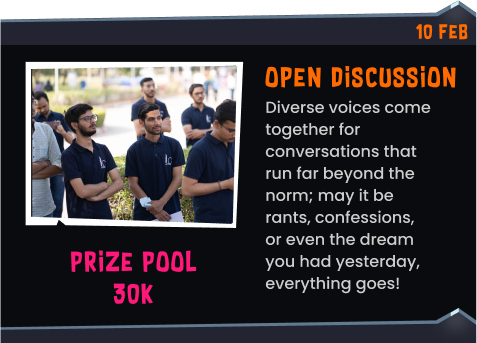 10 FEB
OPEN DISCUSSION
Diverse voices come
together for
conversations that
run far beyond the
norm; may it be
rants, confessions,
or even the dream
you had yesterday,
everything goes!
PRIZE POOL
30K